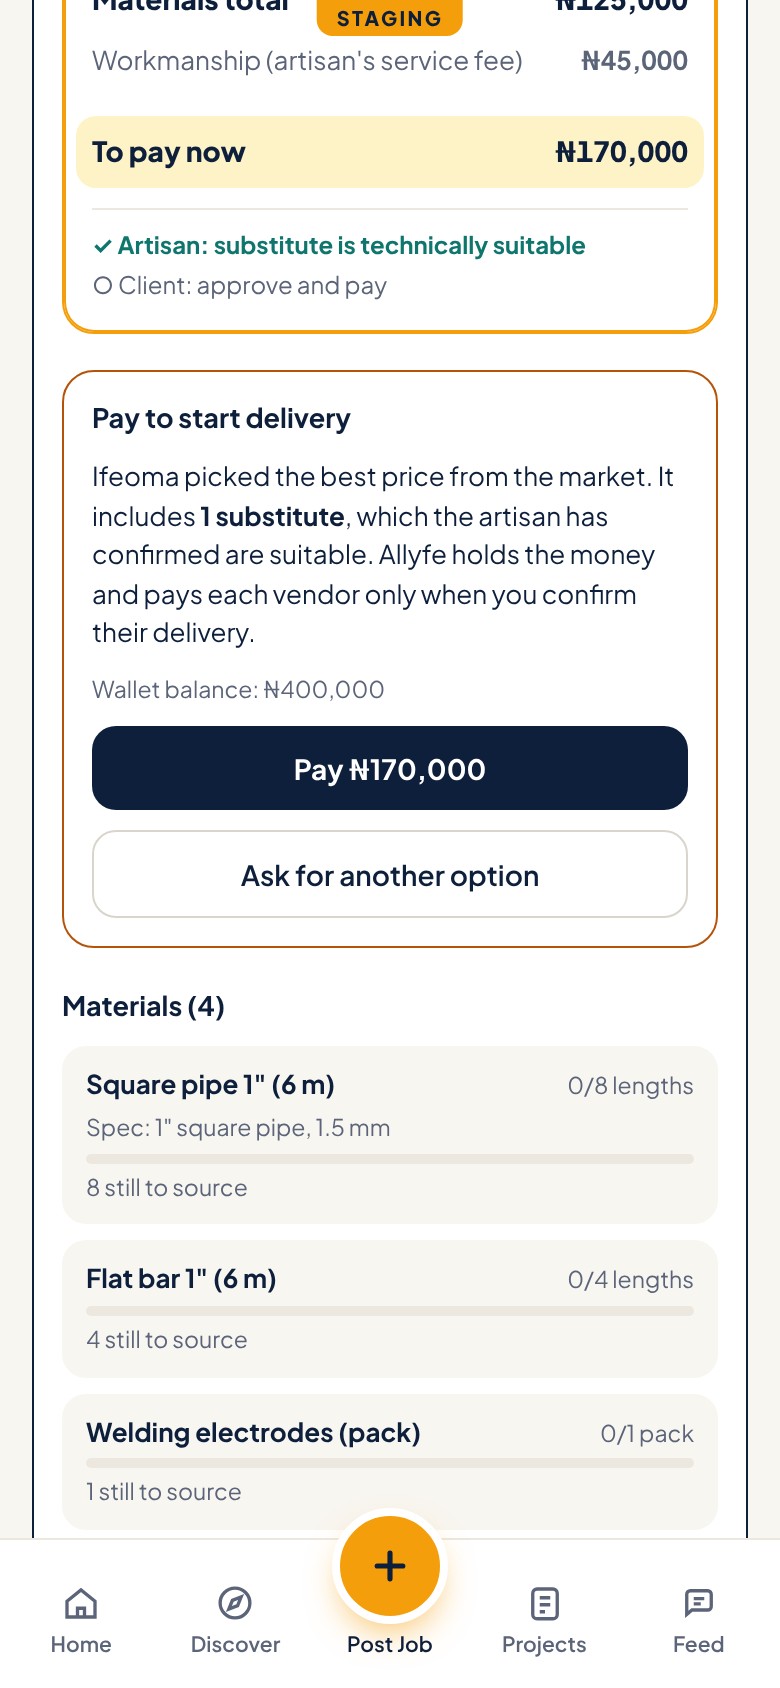 Materials total ₦125,000
STAGING
Workmanship (artisan's service fee) ₦45,000
To pay now ₦170,000
✓ Artisan: substitute is technically suitable
○ Client: approve and pay
Pay to start delivery
Ifeoma picked the best price from the market. It
includes 1 substitute, which the artisan has
confirmed are suitable. Allyfe holds the money
and pays each vendor only when you confirm
their delivery.
Wallet balance: ₦400,000
Pay ₦170,000
Ask for another option
Materials (4)
Square pipe 1" (6 m) 0/8 lengths
Spec: 1" square pipe, 1.5 mm
8 still to source
Flat bar 1" (6 m) 0/4 lengths
4 still to source
Welding electrodes (pack) 0/1 pack
1 still to source
Home Discover Post Job Projects Feed